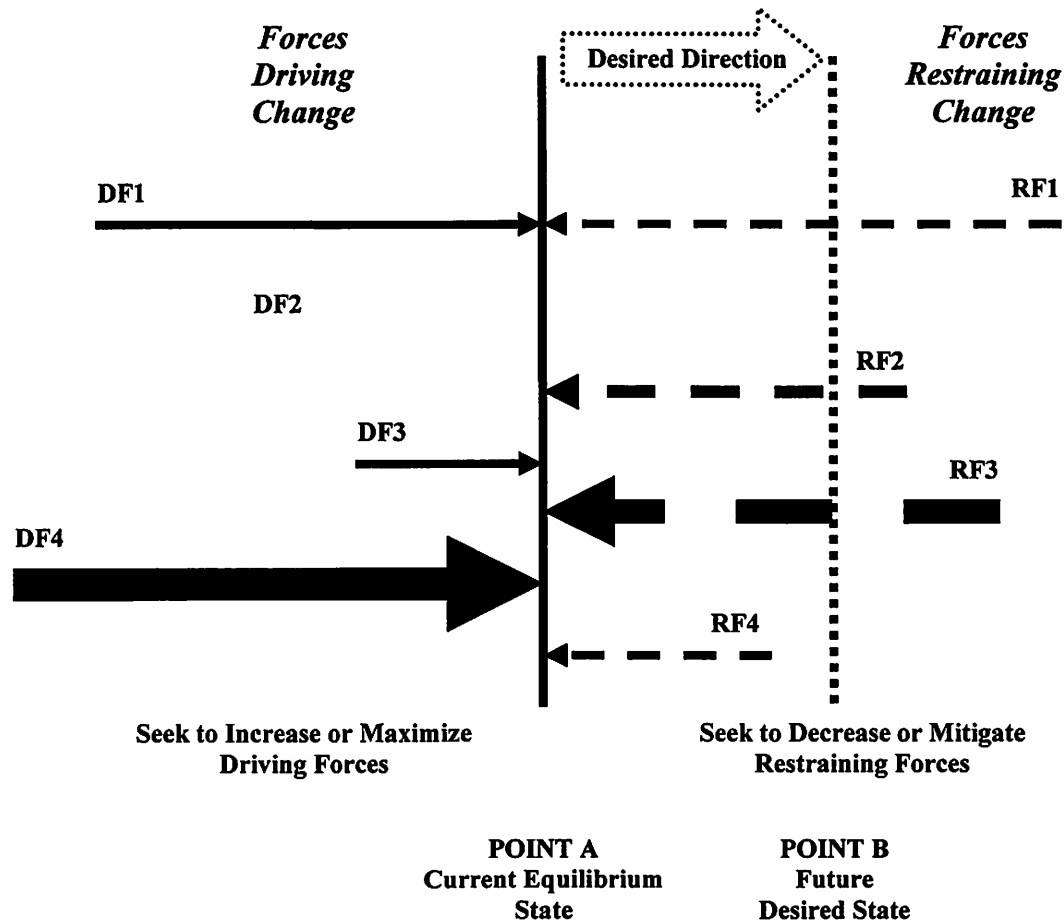 Forces
Driving
Change
Desired Direction
Forces
Restraining
Change
DF1
RF1
DF2
RF2
DF3
RF3
DF4
RF4
Seek to Increase or Maximize
Driving Forces
Seek to Decrease or Mitigate
Restraining Forces
POINT A
Current Equilibrium
State
POINT B
Future
Desired State